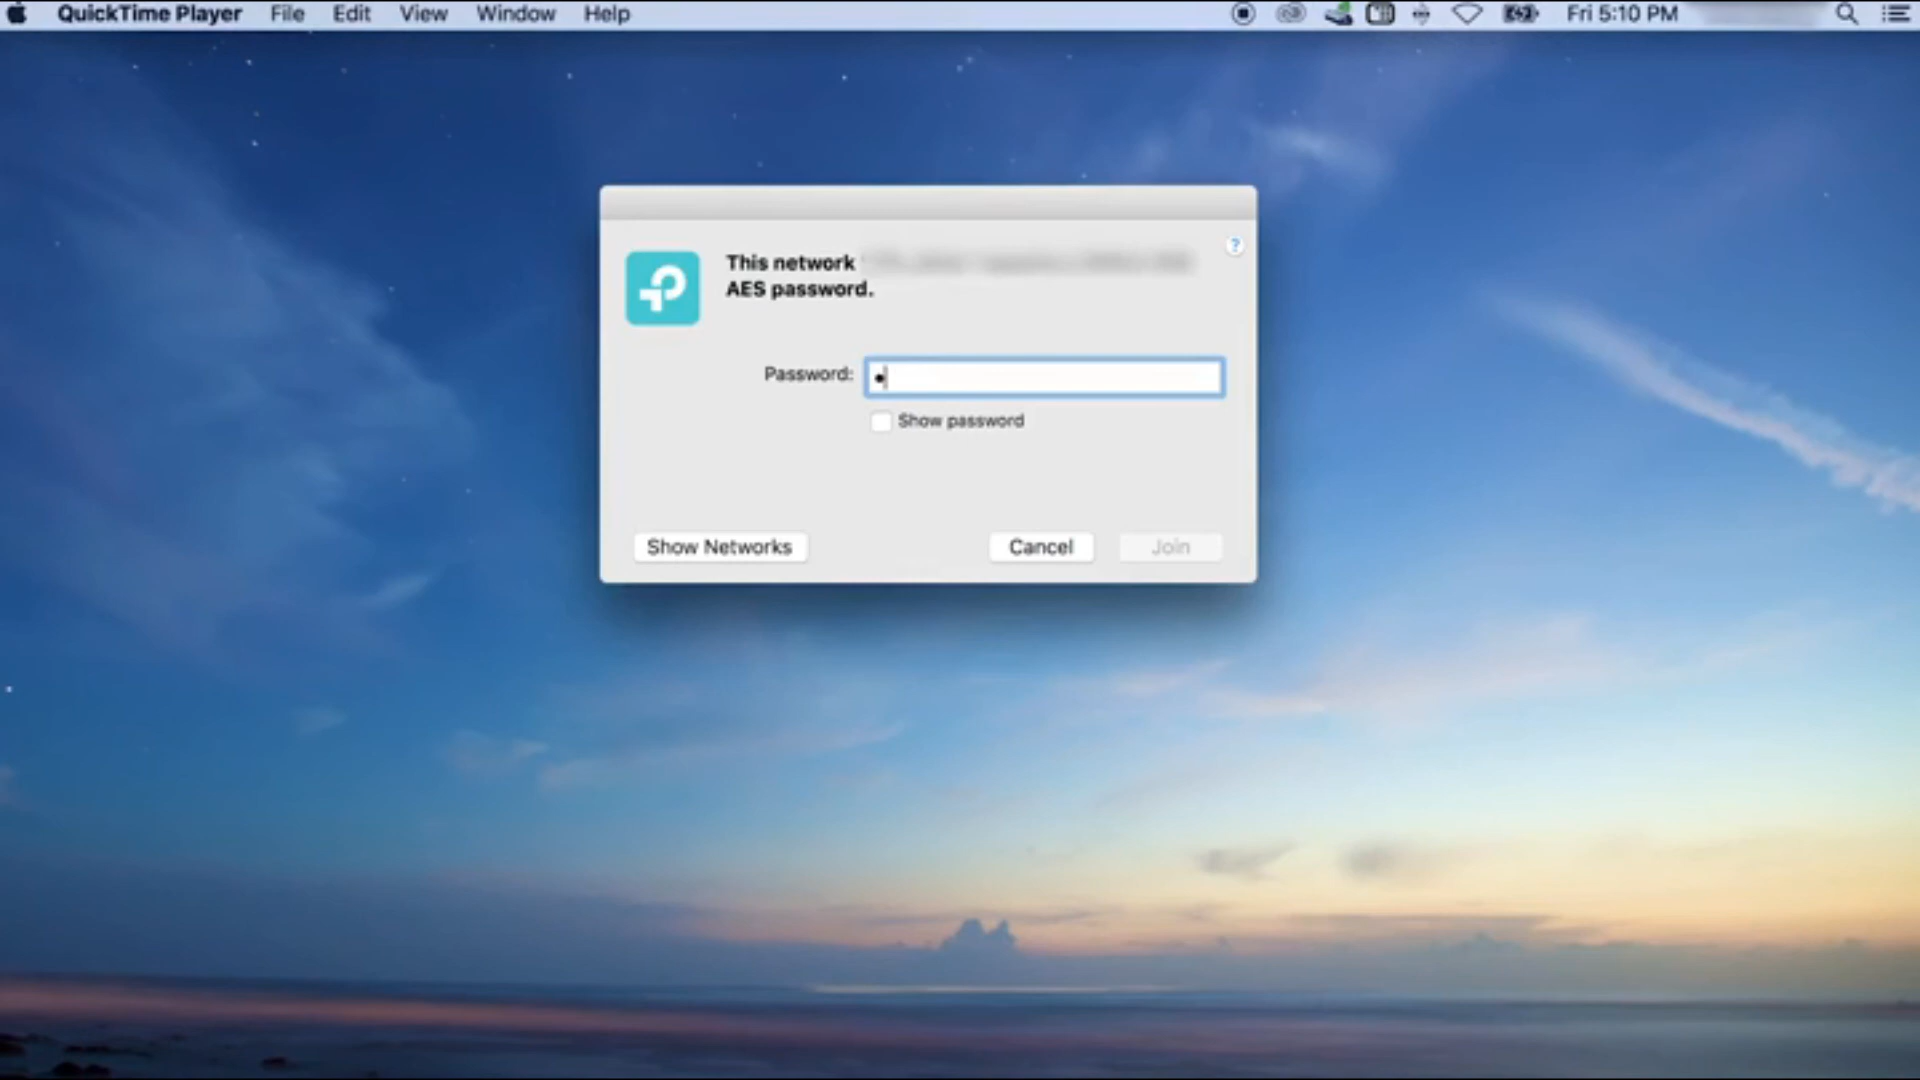 QuickTime Player File Edit View Window Help Fri 5:10 PM
?
This network
AES password.
Password: •
Show password
Show Networks Cancel Join